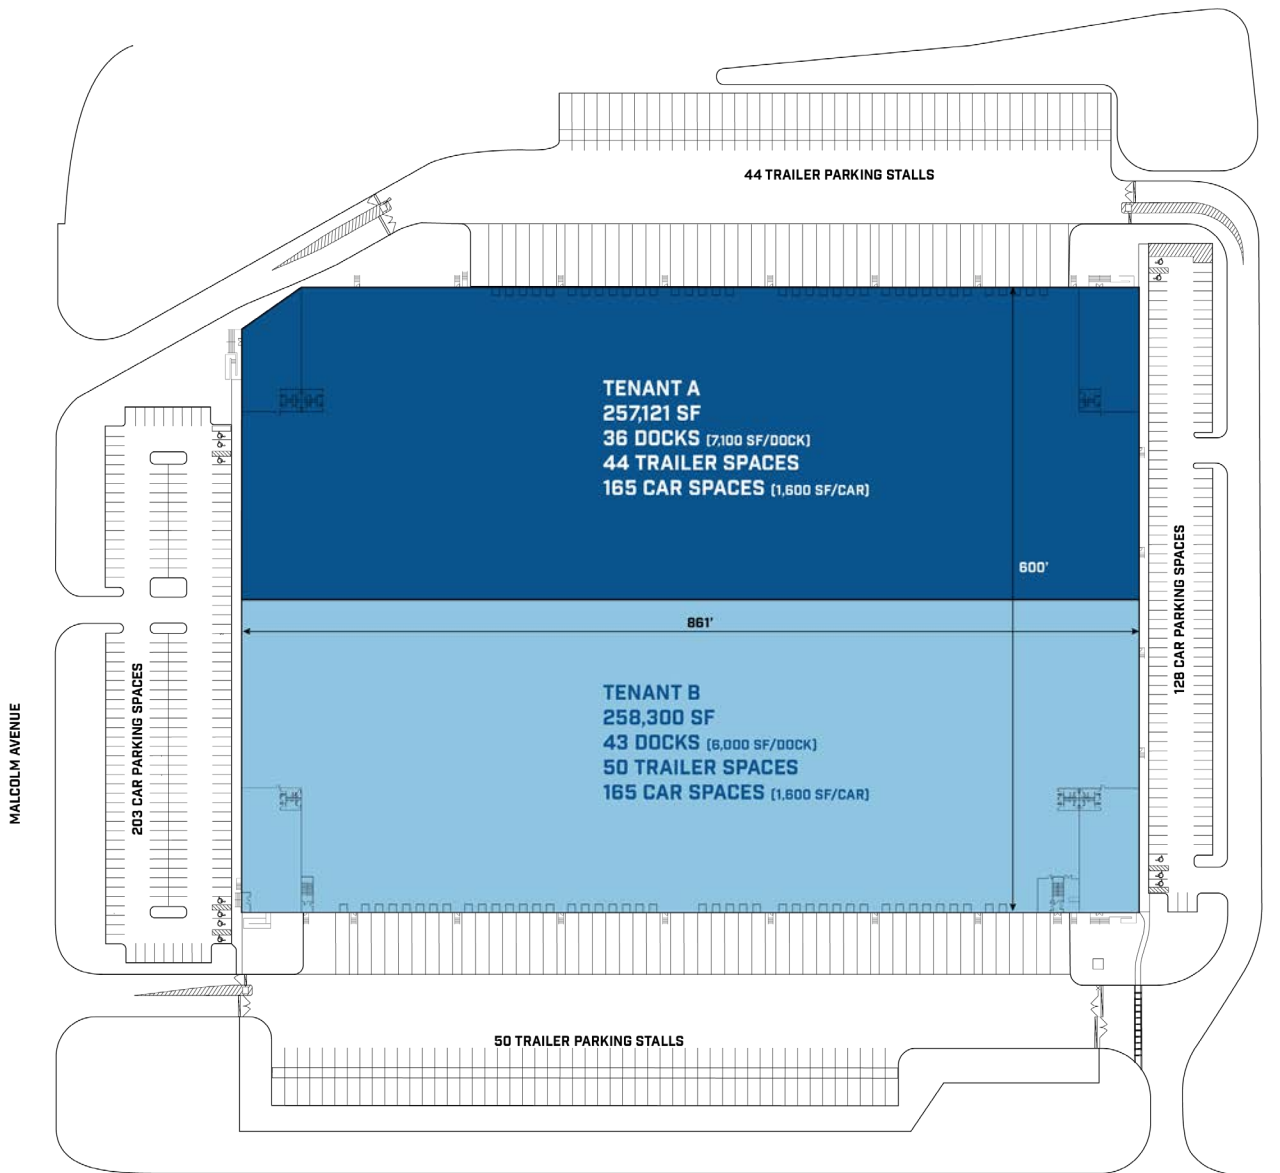 44 TRAILER PARKING STALLS
TENANT A
257,121 SF
36 DOCKS (7,100 SF/DOCK)
44 TRAILER SPACES
165 CAR SPACES (1,600 SF/CAR)
600'
861'
TENANT B
258,300 SF
43 DOCKS (6,000 SF/DOCK)
50 TRAILER SPACES
165 CAR SPACES (1,600 SF/CAR)
128 CAR PARKING SPACES
203 CAR PARKING SPACES
MALCOLM AVENUE
50 TRAILER PARKING STALLS